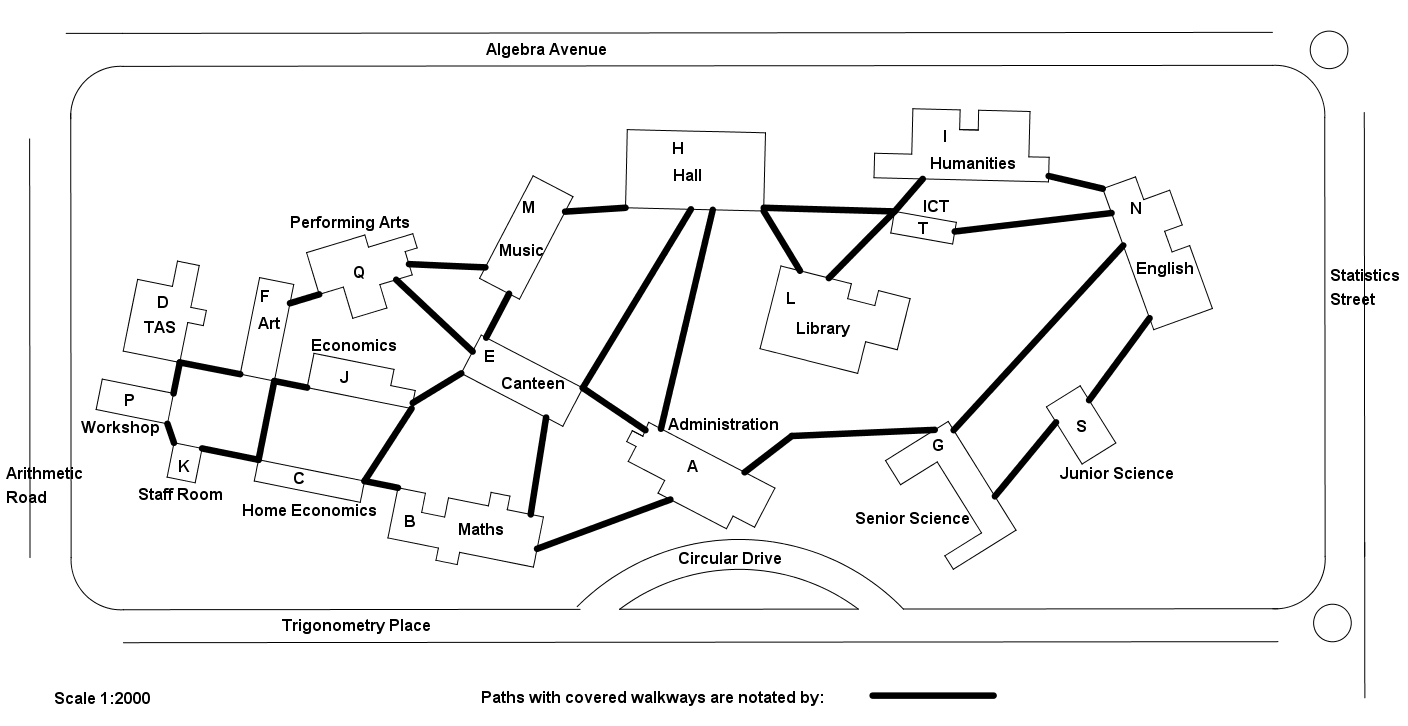 Algebra Avenue
H
Hall
I
Humanities
M
Music
ICT
T
N
English
Performing Arts
Q
Statistics
Street
D
TAS
F
Art
L
Library
Economics
J
E
Canteen
P
Workshop
Administration
A
G
S
Junior Science
K
Staff Room
Arithmetic
Road
C
Home Economics
B
Maths
Senior Science
Circular Drive
Trigonometry Place
Scale 1:2000
Paths with covered walkways are notated by: